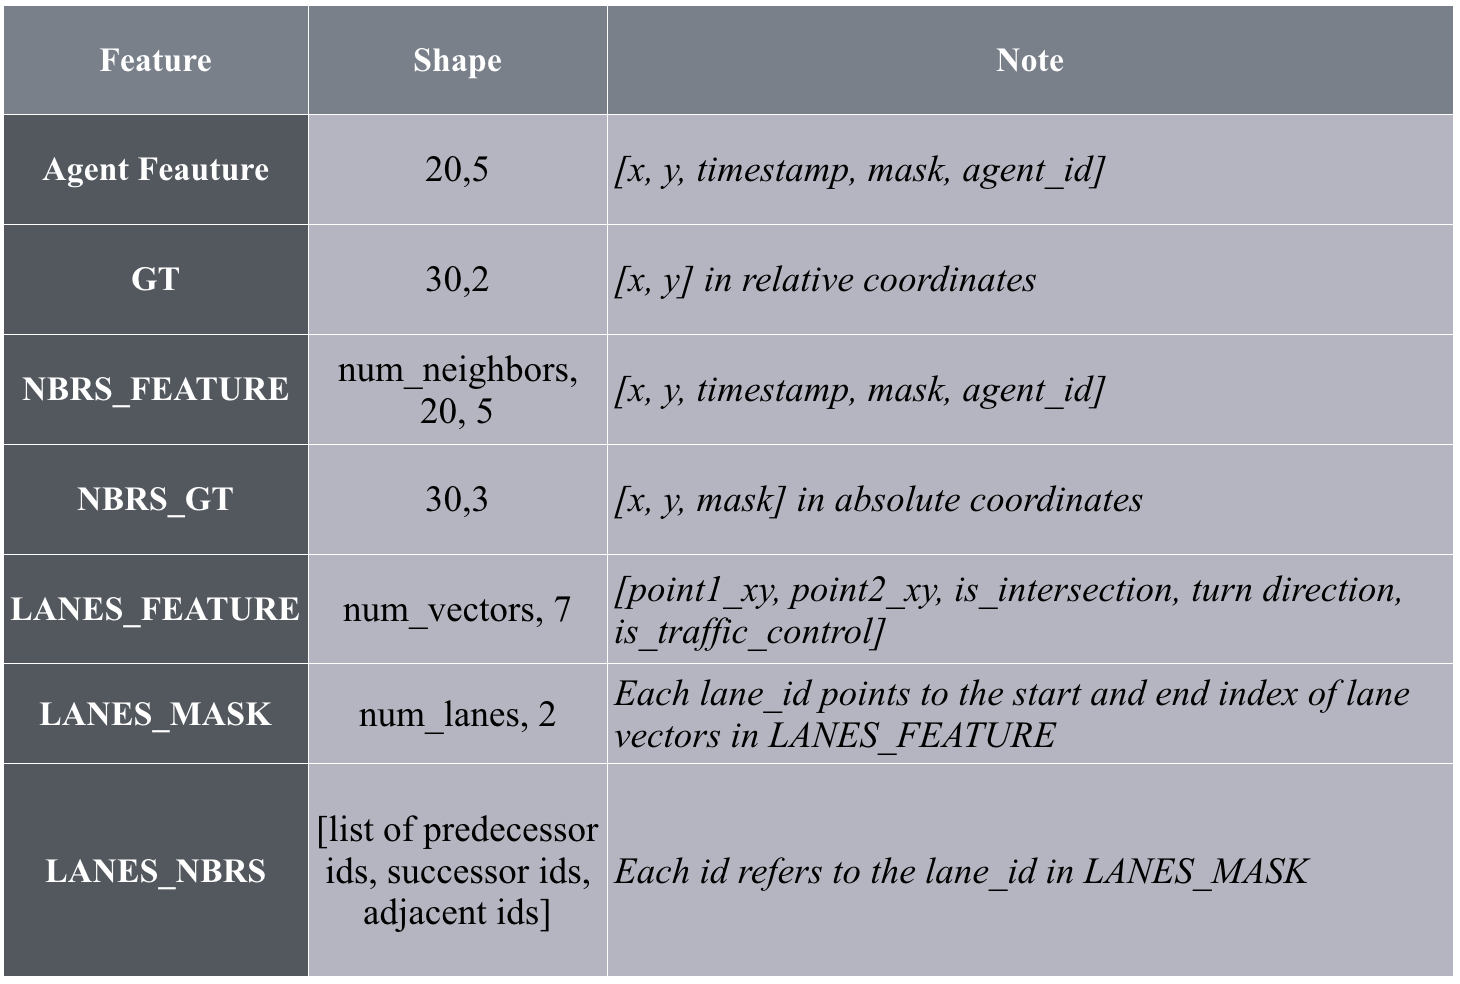 Feature
Shape
Note
Agent Feauture
20,5
[x, y, timestamp, mask, agent_id]
GT
30,2
[x, y] in relative coordinates
NBRS_FEATURE
num_neighbors,
20, 5
[x, y, timestamp, mask, agent_id]
NBRS_GT
30,3
[x, y, mask] in absolute coordinates
LANES_FEATURE
num_vectors, 7
[point1_xy, point2_xy, is_intersection, turn direction,
is_traffic_control]
LANES_MASK
num_lanes, 2
Each lane_id points to the start and end index of lane
vectors in LANES_FEATURE
LANES_NBRS
[list of predecessor
ids, successor ids,
adjacent ids]
Each id refers to the lane_id in LANES_MASK